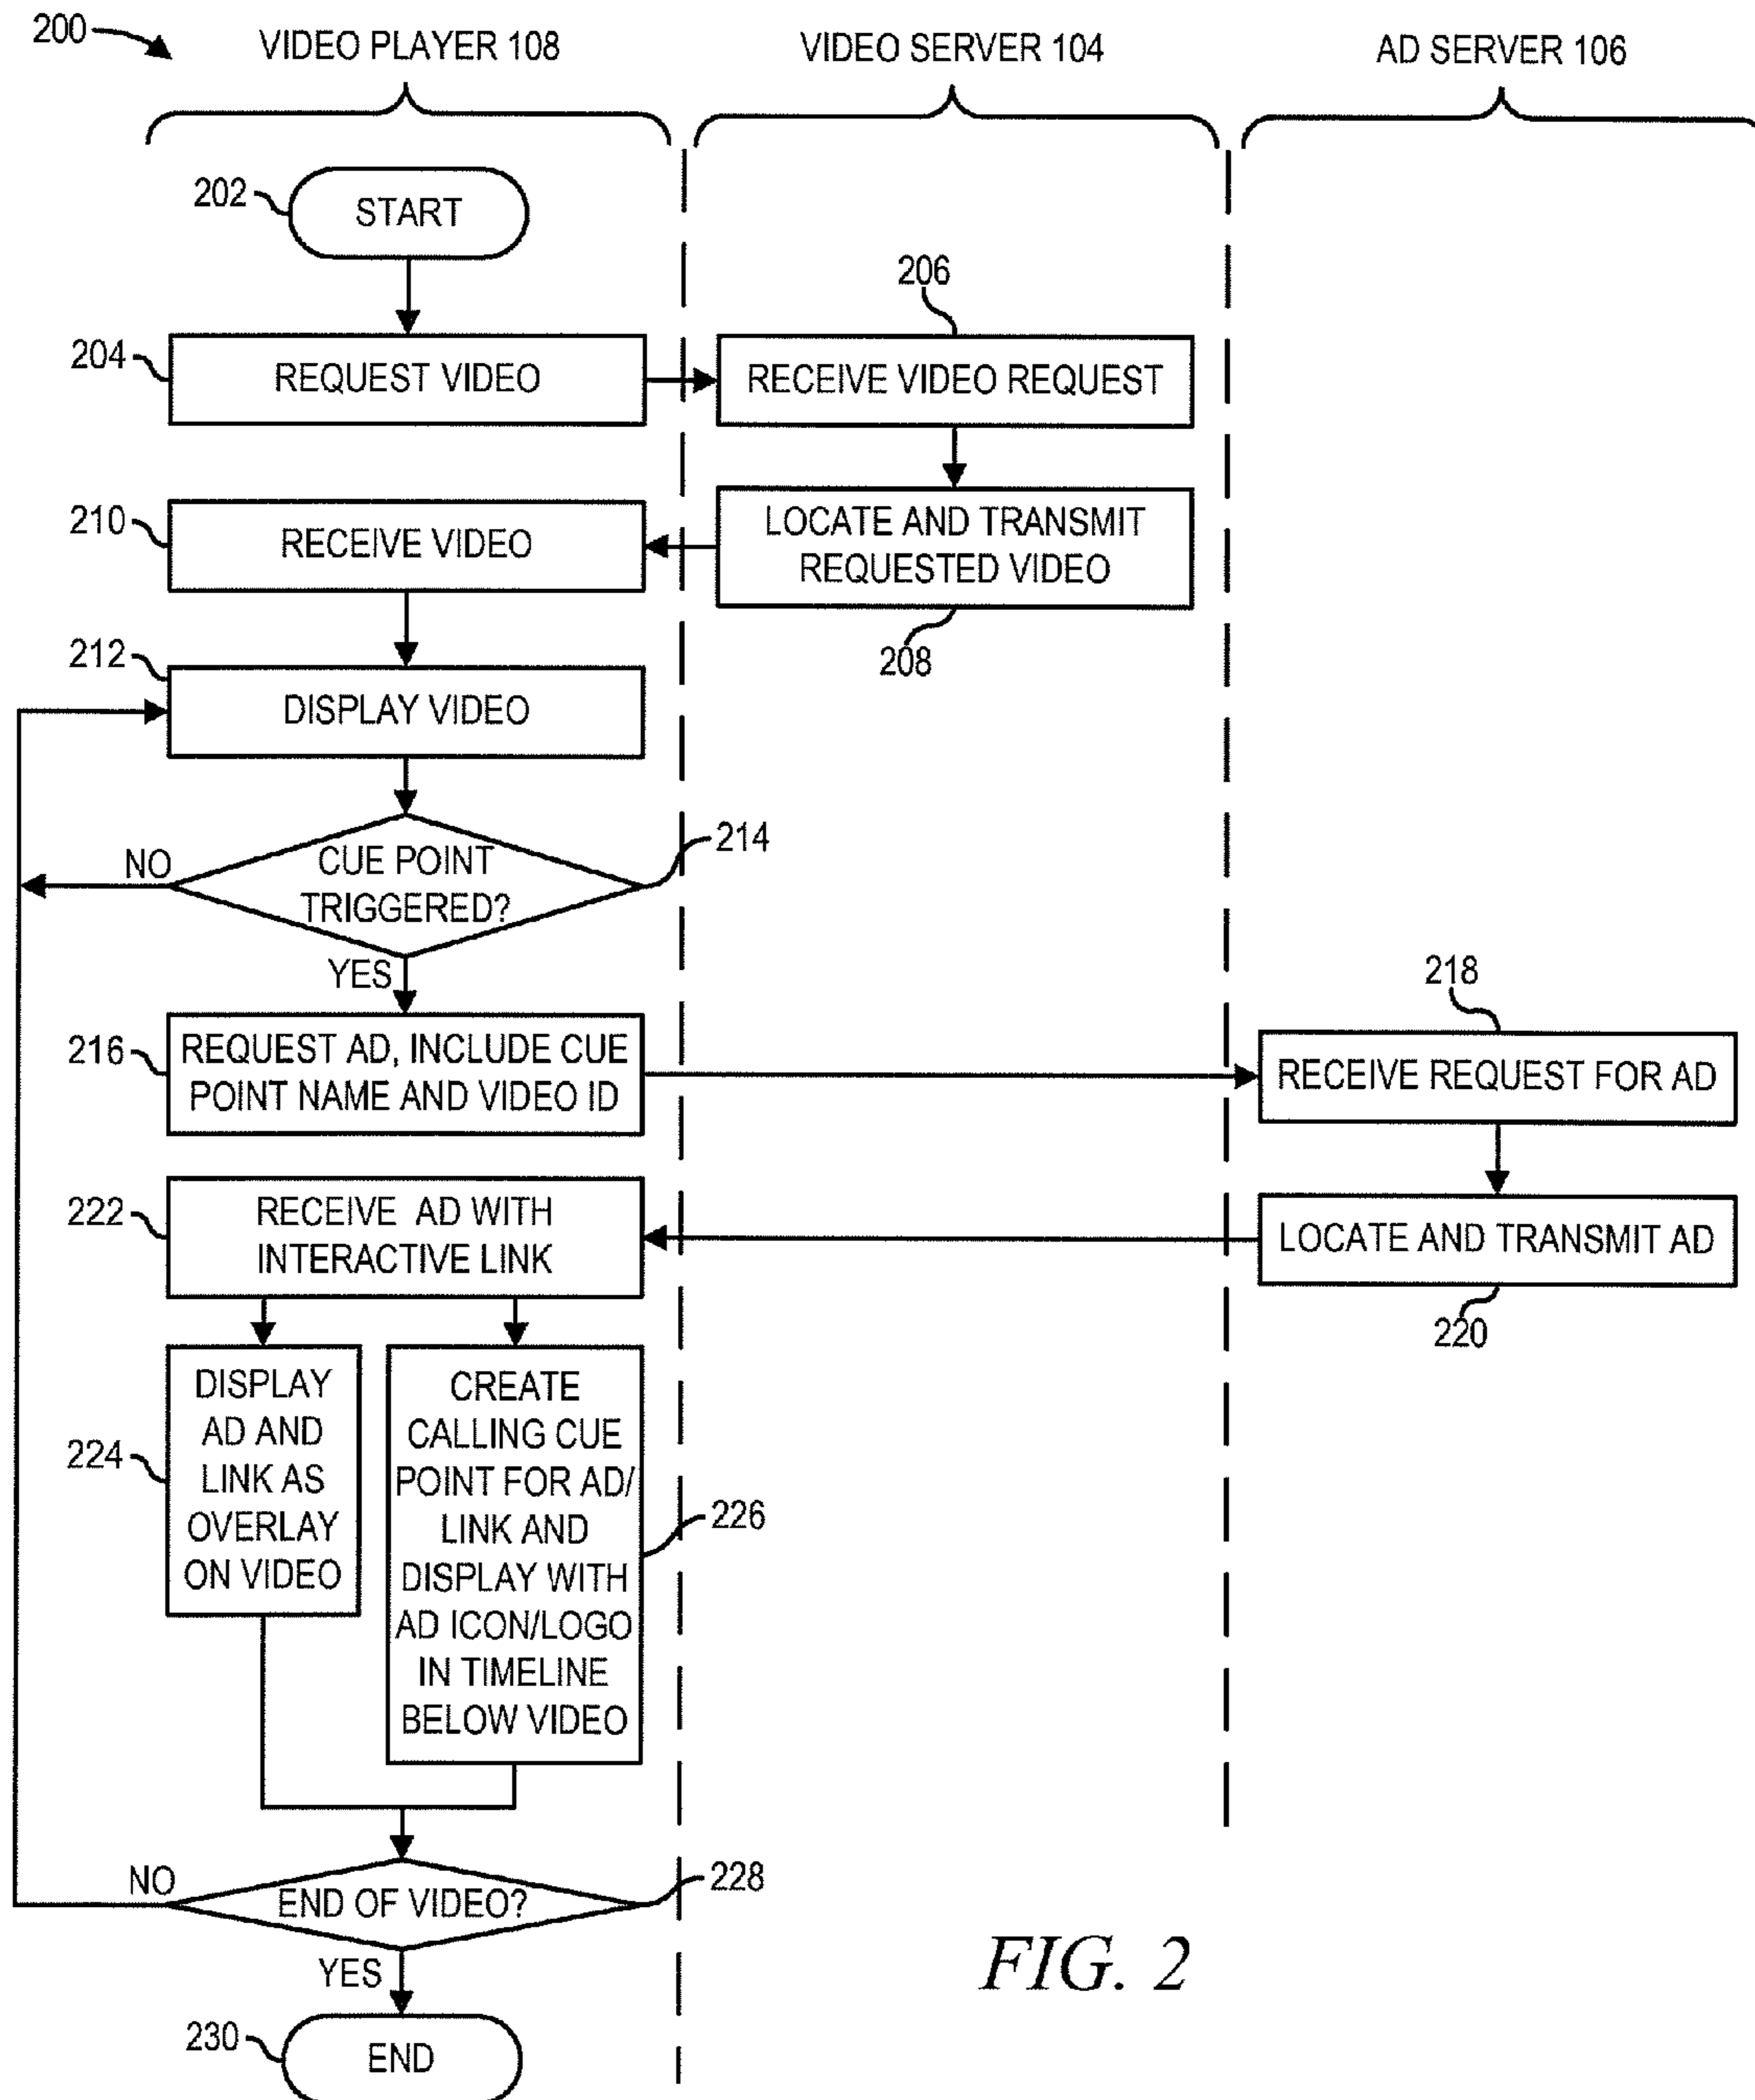 200
VIDEO PLAYER 108
VIDEO SERVER 104
AD SERVER 106
202
START
204
REQUEST VIDEO
206
RECEIVE VIDEO REQUEST
LOCATE AND TRANSMIT
REQUESTED VIDEO
208
210
RECEIVE VIDEO
212
DISPLAY VIDEO
214
CUE POINT
TRIGGERED?
NO
YES
216
REQUEST AD, INCLUDE CUE
POINT NAME AND VIDEO ID
218
RECEIVE REQUEST FOR AD
LOCATE AND TRANSMIT AD
220
222
RECEIVE AD WITH
INTERACTIVE LINK
224
DISPLAY
AD AND
LINK AS
OVERLAY
ON VIDEO
CREATE
CALLING CUE
POINT FOR AD/
LINK AND
DISPLAY WITH
AD ICON/LOGO
IN TIMELINE
BELOW VIDEO
226
NO
END OF VIDEO?
228
YES
230
END
FIG. 2